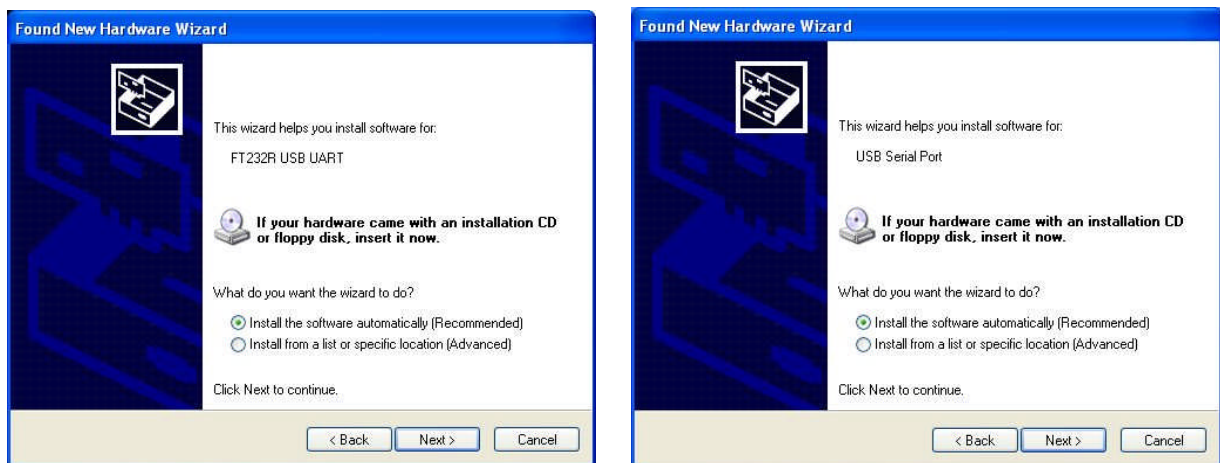 Found New Hardware Wizard
This wizard helps you install software for:
FT232R USB UART
If your hardware came with an installation CD
or floppy disk, insert it now.
What do you want the wizard to do?
Install the software automatically (Recommended)
Install from a list or specific location (Advanced)
Click Next to continue.
< Back
Next >
Cancel
Found New Hardware Wizard
This wizard helps you install software for:
USB Serial Port
If your hardware came with an installation CD
or floppy disk, insert it now.
What do you want the wizard to do?
Install the software automatically (Recommended)
Install from a list or specific location (Advanced)
Click Next to continue.
< Back
Next >
Cancel